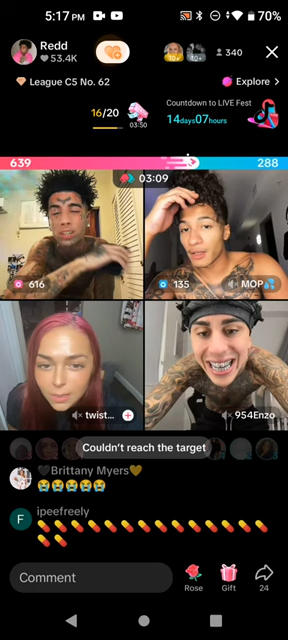 5:17 PM
70%
Redd
53.4K
10+
10+
340
League C5 No. 62
Explore >
16/20
03:50
Countdown to LIVE Fest
14days07hours
639
03:09
288
616
135
MOP💦
twist...
954Enzo
Couldn't reach the target
🖤Brittany Myers💛
😭😭😭😭😭
F
ipeefreely
💊💊💊💊💊💊💊💊💊💊💊💊💊💊
💊💊
Comment
Rose
Gift
24